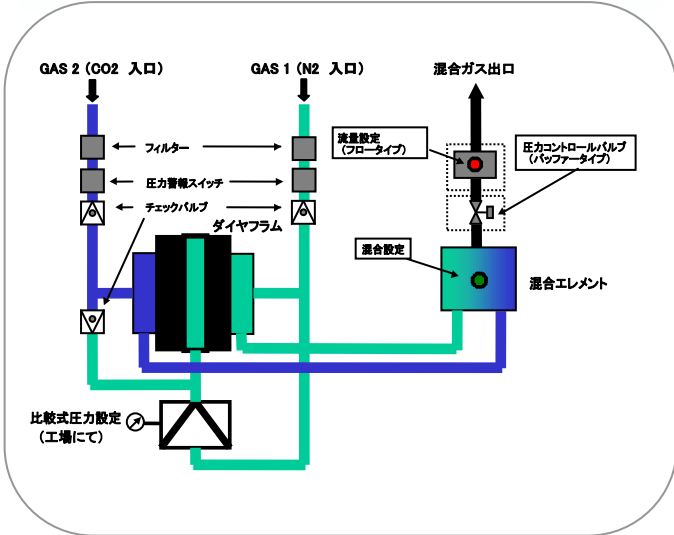 GAS 2 (CO2 入口)
GAS 1 (N2 入口)
混合ガス出口
フィルター
流量設定
(フロータイプ)
圧力コントロールバルブ
(バッファータイプ)
圧力警報スイッチ
チェックバルブ
ダイヤフラム
混合設定
混合エレメント
比較式圧力設定
(工場にて)